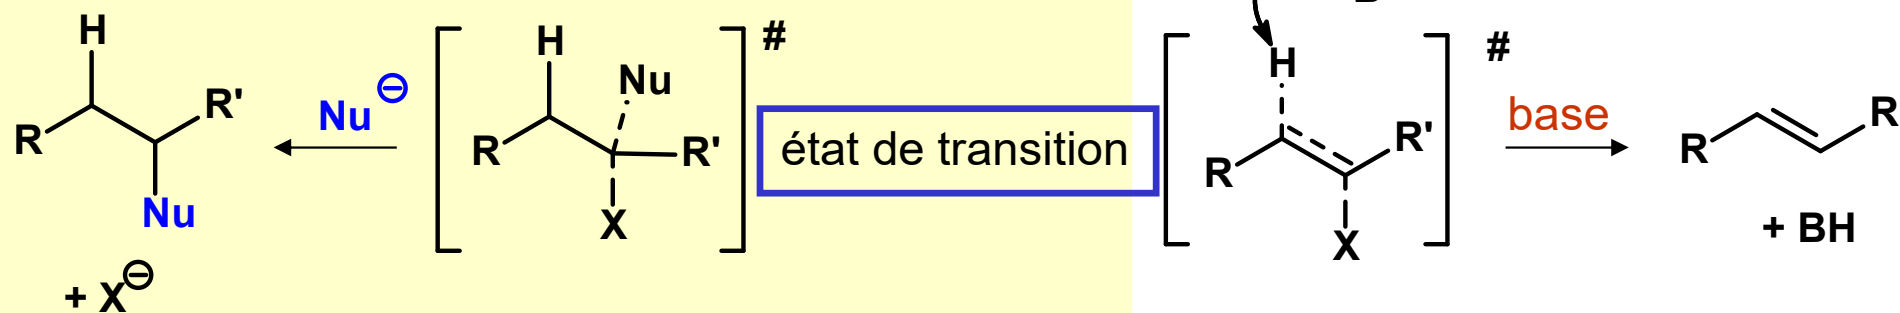 H
R
R'
Nu
+ X⊖
Nu⊖
H
Nu
R
R'
X
#
état de transition
H
R
R'
X
#
base
R
R
+ BH